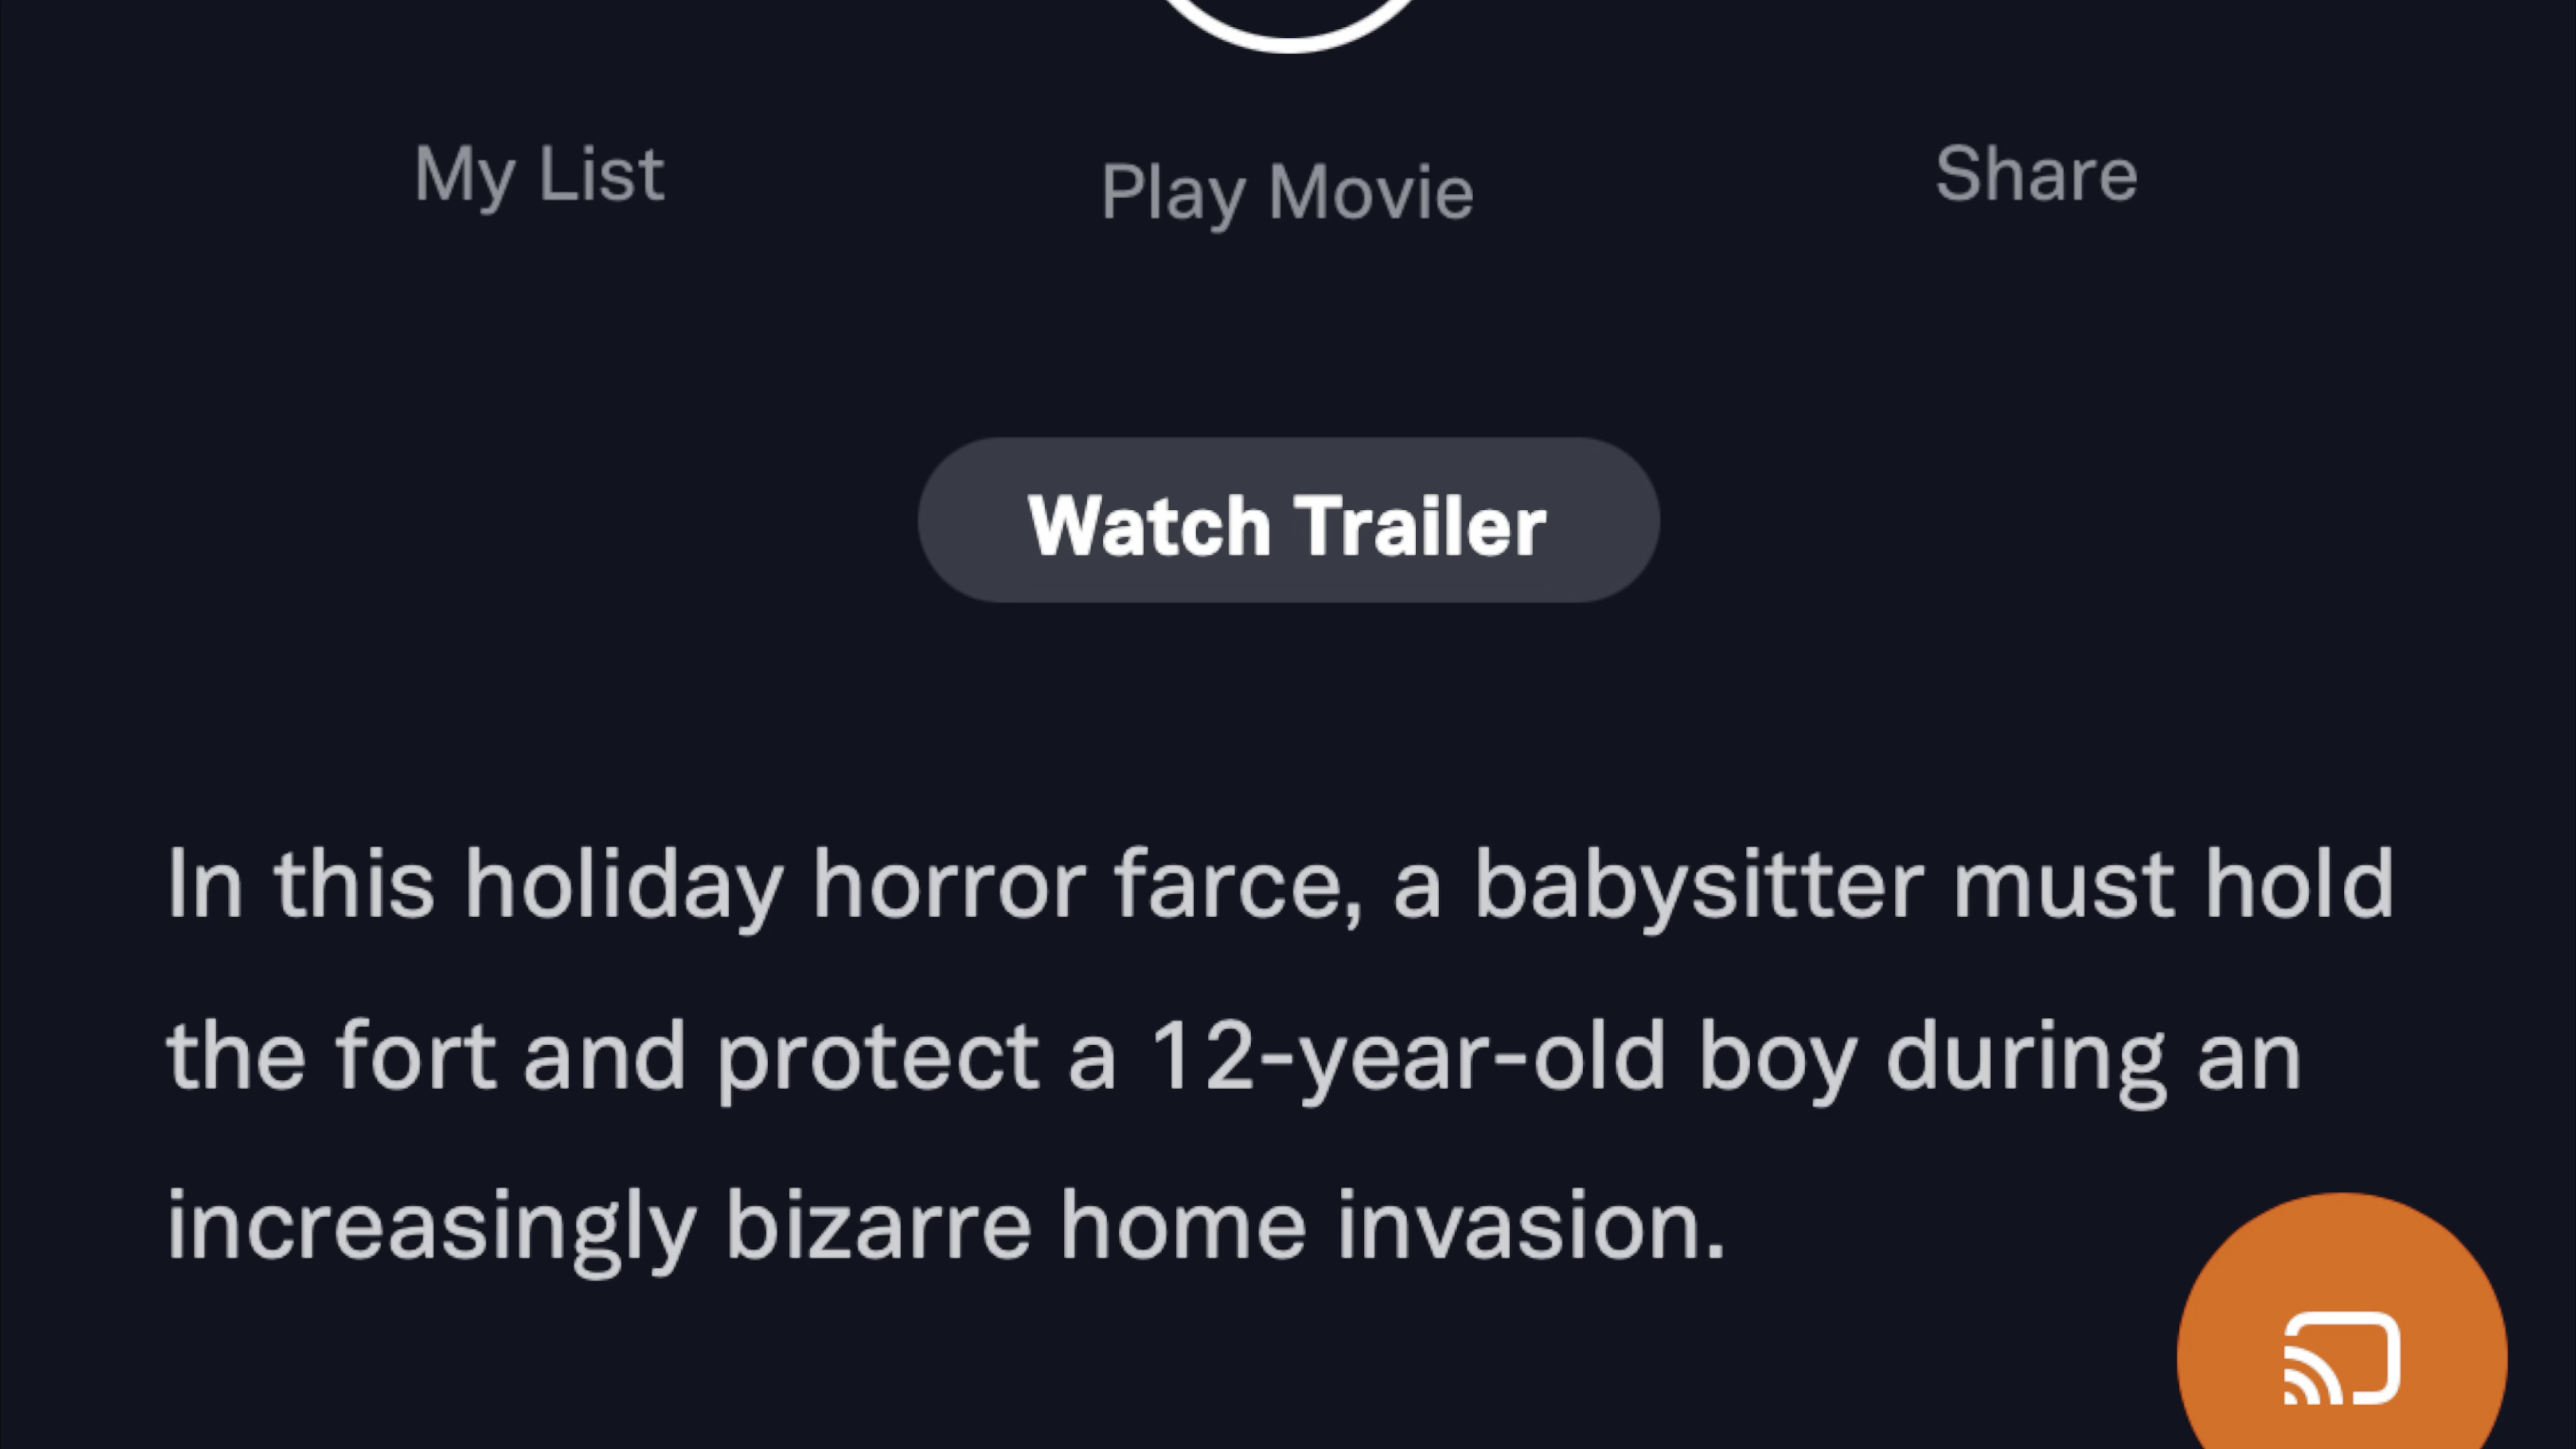 My List
Play Movie
Share
Watch Trailer
In this holiday horror farce, a babysitter must hold
the fort and protect a 12-year-old boy during an
increasingly bizarre home invasion.